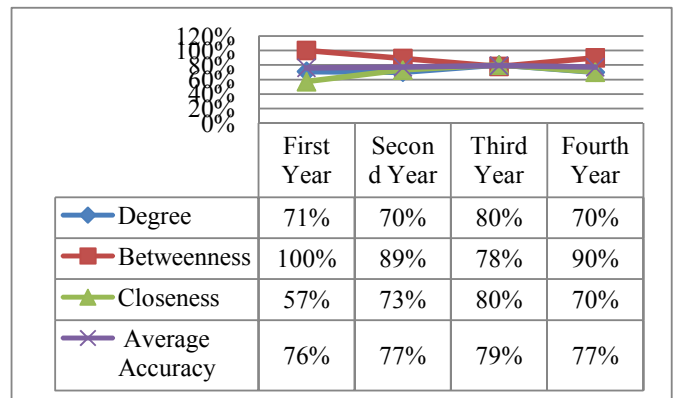 120%
100%
80%
60%
40%
20%
0%
First Year
Secon
d Year
Third Year
Fourth Year
Degree 71% 70% 80% 70%
Betweenness 100% 89% 78% 90%
Closeness 57% 73% 80% 70%
Average Accuracy 76% 77% 79% 77%